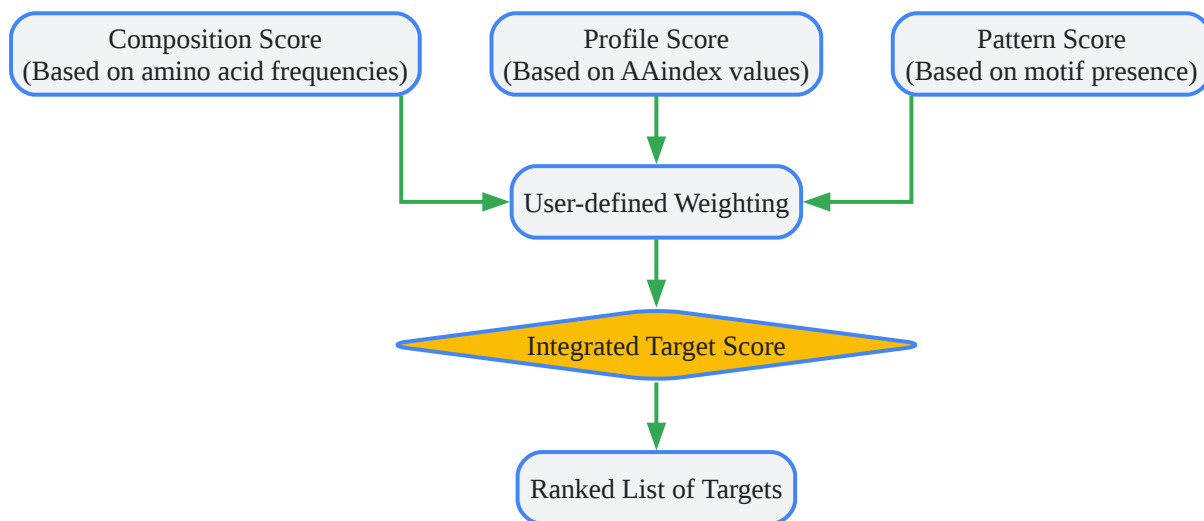 Composition Score
(Based on amino acid frequencies)
Profile Score
(Based on AAindex values)
Pattern Score
(Based on motif presence)
User-defined Weighting
Integrated Target Score
Ranked List of Targets